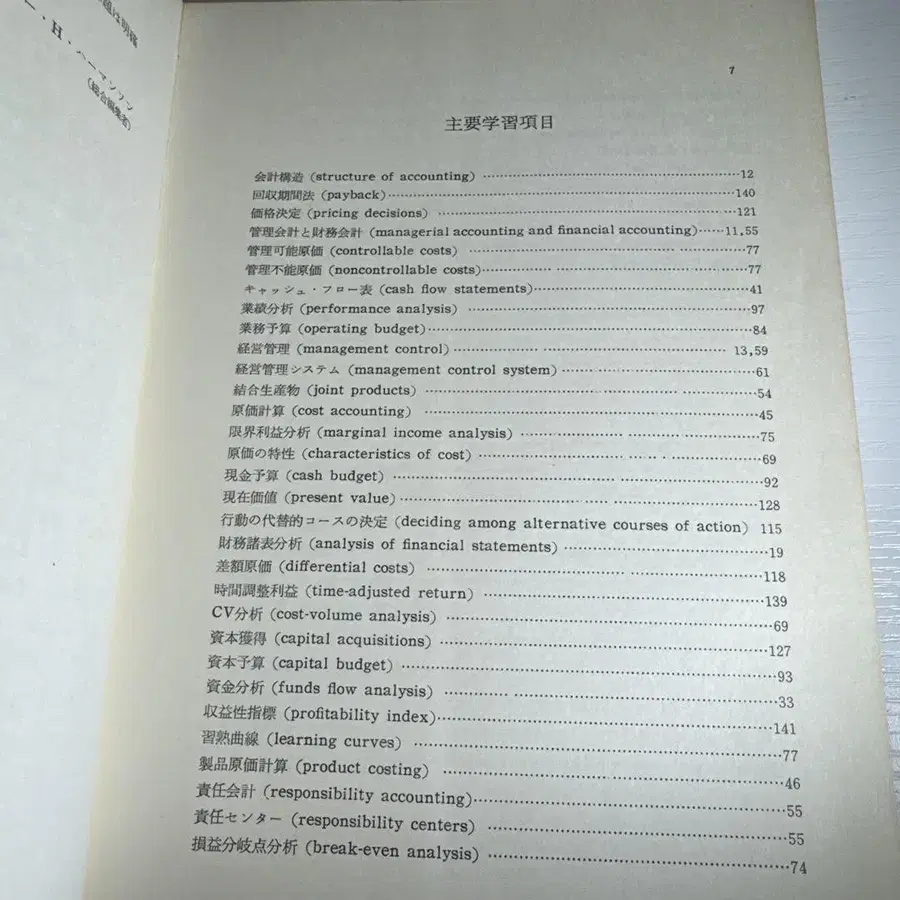 ー・H・ハーマンソン
(総合編集者)
7
主要学習項目
会計構造 (structure of accounting) ……12
回収期間法 (payback)……140
価格決定 (pricing decisions) ……121
管理会計と財務会計 (managerial accounting and financial accounting)……11,55
管理可能原価 (controllable costs) ……77
管理不能原価 (noncontrollable costs)……77
キャッシュ・フロー表 (cash flow statements)……41
業績分析 (performance analysis) ……97
業務予算 (operating budget)……84
経営管理 (management control)…… 13,59
経営管理システム (management control system)……61
結合生産物 (joint products) ……54
原価計算 (cost accounting) ……45
限界利益分析 (marginal income analysis) ……75
原価の特性 (characteristics of cost) ……69
現金予算 (cash budget) ……92
現在価値 (present value)……128
行動の代替的コースの決定 (deciding among alternative courses of action) 115
財務諸表分析 (analysis of financial statements) ……19
差額原価 (differential costs) ……118
時間調整利益 (time-adjusted return) ……139
CV分析 (cost-volume analysis) ……69
資本獲得 (capital acquisitions) ……127
資本予算 (capital budget) ……93
資金分析 (funds flow analysis) ……33
収益性指標 (profitability index)……141
習熟曲線 (learning curves) ……77
製品原価計算 (product costing) ……46
責任会計 (responsibility accounting)……55
責任センター (responsibility centers) ……55
損益分岐点分析 (break-even analysis) ……74